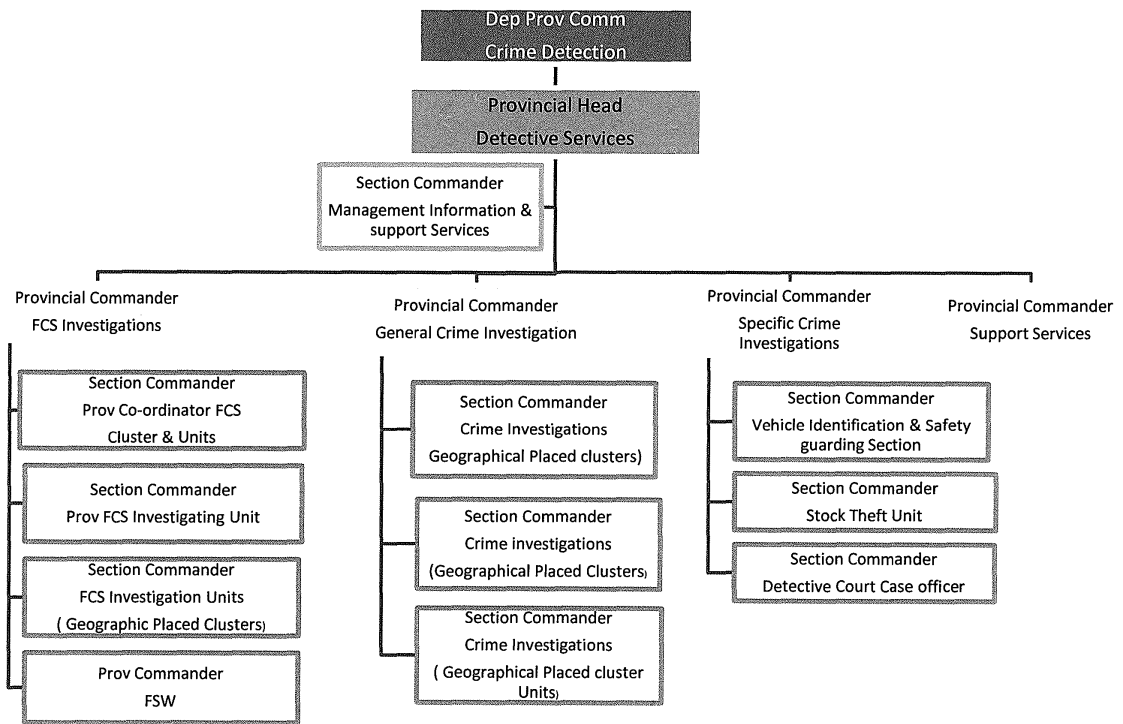 Dep Prov Comm
Crime Detection
Provincial Head
Detective Services
Section Commander
Management Information &
support Services
Provincial Commander
FCS Investigations
Section Commander
Prov Co-ordinator FCS
Cluster & Units
Section Commander
Prov FCS Investigating Unit
Section Commander
FCS Investigation Units
( Geographic Placed Clusters)
Prov Commander
FSW
Provincial Commander
General Crime Investigation
Section Commander
Crime Investigations
Geographical Placed clusters)
Section Commander
Crime investigations
(Geographical Placed Clusters)
Section Commander
Crime Investigations
( Geographical Placed cluster
Units)
Provincial Commander
Specific Crime
Investigations
Section Commander
Vehicle Identification & Safety
guarding Section
Section Commander
Stock Theft Unit
Section Commander
Detective Court Case officer
Provincial Commander
Support Services